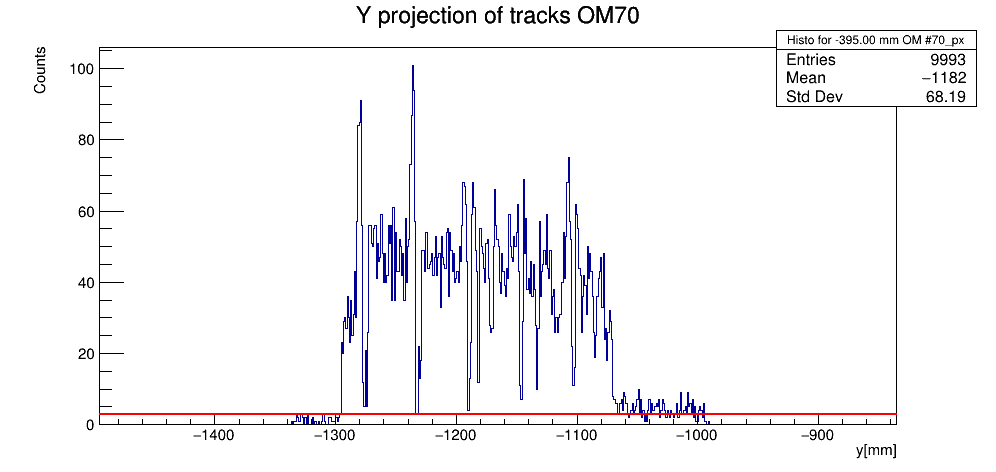 Y projection of tracks OM70
Histo for -395.00 mm OM #70_px
Entries 9993
Mean −1182
Std Dev 68.19
Counts
100
80
60
40
20
0
−1400 −1300 −1200 −1100 −1000 −900
y[mm]